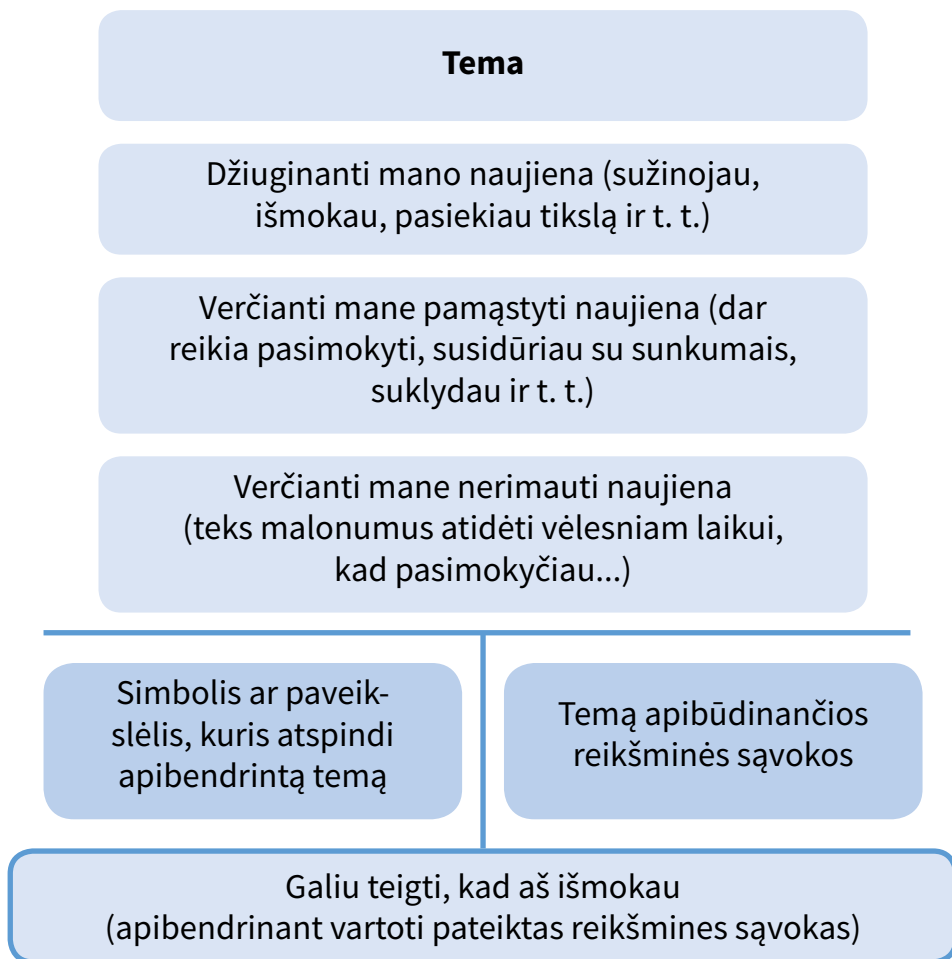 Tema
Džiuginanti mano naujiena (sužinojau,
išmokau, pasiekiau tikslą ir t. t.)
Verčianti mane pamąstyti naujiena (dar
reikia pasimokyti, susidūriau su sunkumais,
suklydau ir t. t.)
Verčianti mane nerimauti naujiena
(teks malonumus atidėti vėlesniam laikui,
kad pasimokyčiau...)
Simbolis ar paveik-
slėlis, kuris atspindi
apibendrintą temą
Temą apibūdinančios
reikšminės sąvokos
Galiu teigti, kad aš išmokau
(apibendrinant vartoti pateiktas reikšmines sąvokas)